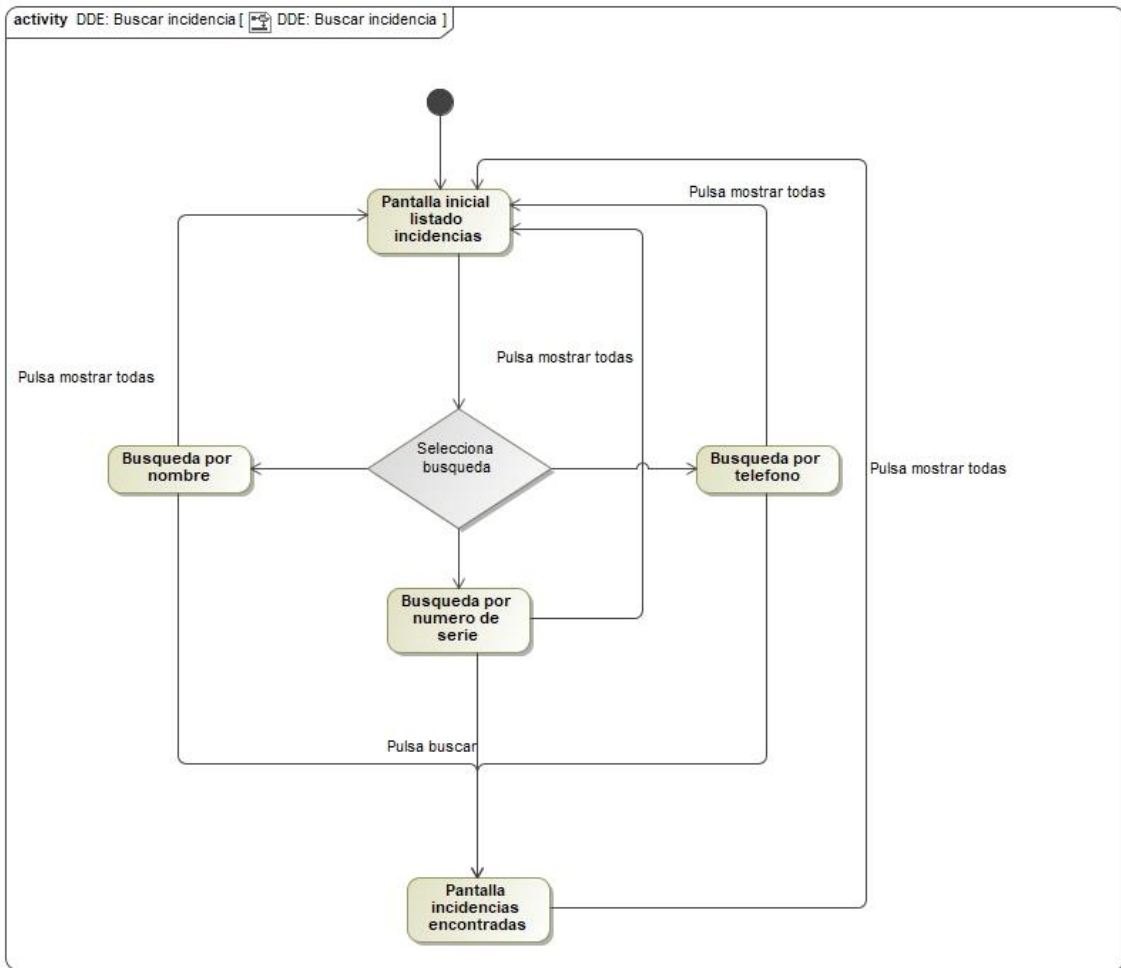 activity DDE: Buscar incidencia [ DDE: Buscar incidencia ]
Pantalla inicial
listado
incidencias
Pulsa mostrar todas
Pulsa mostrar todas
Pulsa mostrar todas
Selecciona
busqueda
Busqueda por
nombre
Busqueda por
telefono
Pulsa mostrar todas
Busqueda por
numero de
serie
Pulsa buscar
Pantalla
incidencias
encontradas